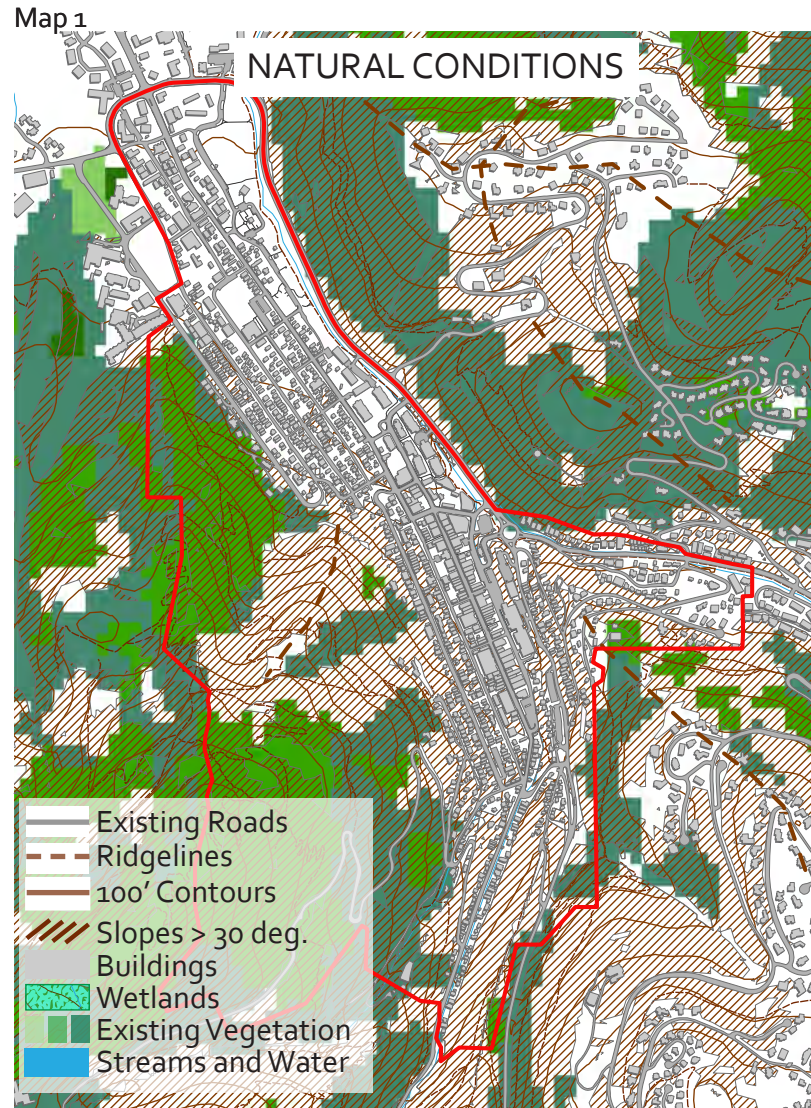 Map 1
NATURAL CONDITIONS
Existing Roads
Ridgelines
100' Contours
Slopes > 30 deg.
Buildings
Wetlands
Existing Vegetation
Streams and Water